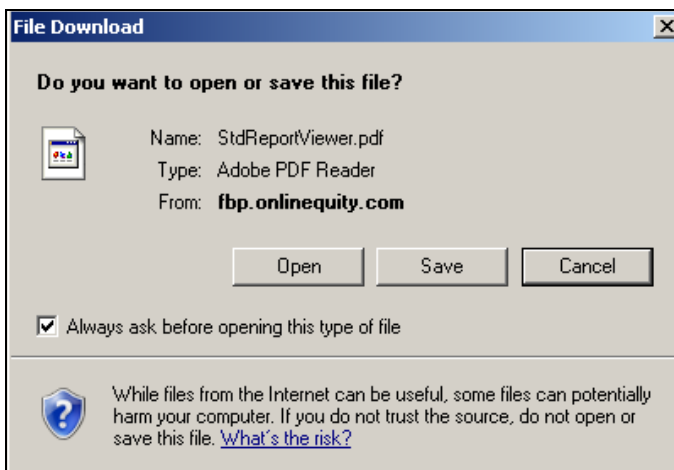 File Download
Do you want to open or save this file?
Name: StdReportViewer.pdf
Type: Adobe PDF Reader
From: fbp.onlinequity.com
Open Save Cancel
Always ask before opening this type of file
While files from the Internet can be useful, some files can potentially
harm your computer. If you do not trust the source, do not open or
save this file. What's the risk?